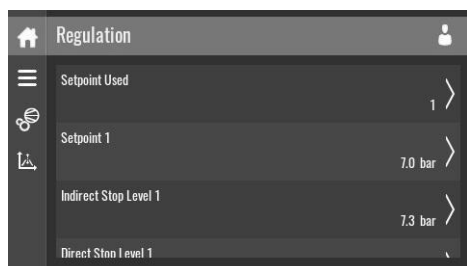 Regulation
Setpoint Used
1
Setpoint 1
7.0 bar
Indirect Stop Level 1
7.3 bar
Direct Stop Level 1